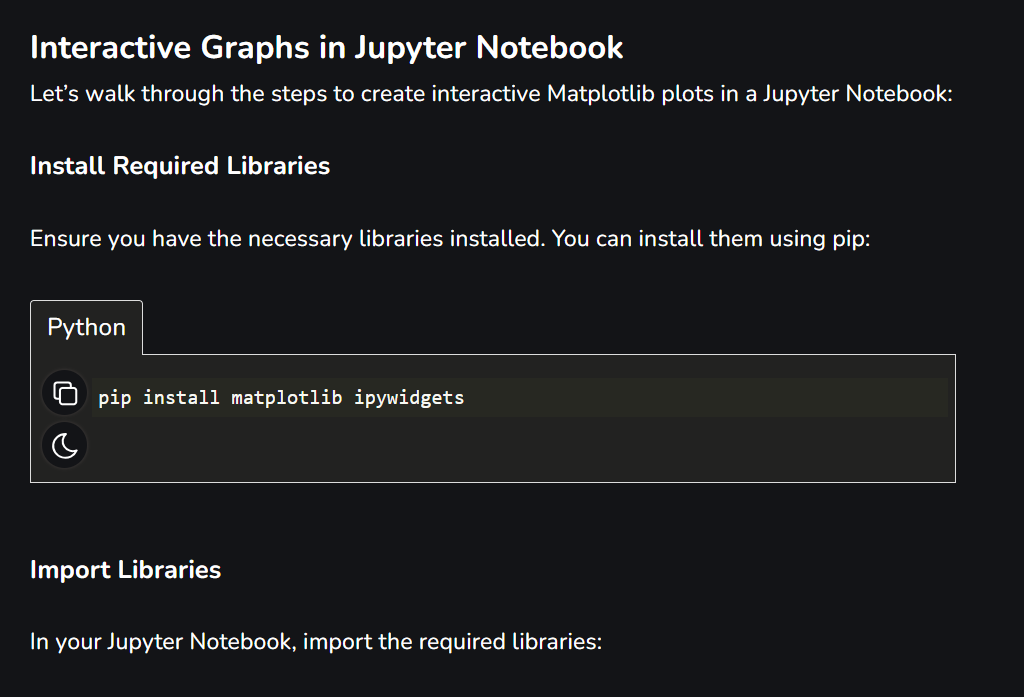 Interactive Graphs in Jupyter Notebook
Let’s walk through the steps to create interactive Matplotlib plots in a Jupyter Notebook:
Install Required Libraries
Ensure you have the necessary libraries installed. You can install them using pip:
Python
pip install matplotlib ipywidgets
Import Libraries
In your Jupyter Notebook, import the required libraries: